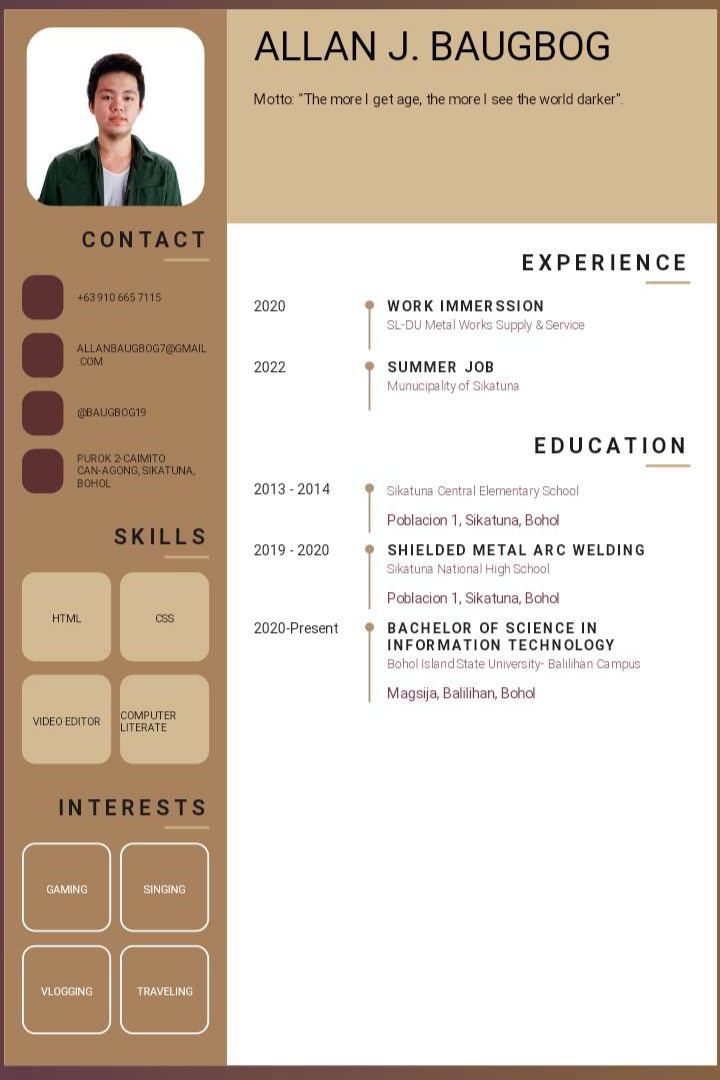 ALLAN J. BAUGBOG
Motto: "The more I get age, the more I see the world darker".
CONTACT
+63 910 665 7115
ALLANBAUGBOG7@GMAIL
.COM
@BAUGBOG19
PUROK 2-CAIMITO
CAN-AGONG, SIKATUNA,
BOHOL
SKILLS
HTML
CSS
VIDEO EDITOR
COMPUTER
LITERATE
INTERESTS
GAMING
SINGING
VLOGGING
TRAVELING
EXPERIENCE
2020
WORK IMMERSSION
SL-DU Metal Works Supply & Service
2022
SUMMER JOB
Munucipality of Sikatuna
EDUCATION
2013 - 2014
Sikatuna Central Elementary School
Poblacion 1, Sikatuna, Bohol
2019 - 2020
SHIELDED METAL ARC WELDING
Sikatuna National High School
Poblacion 1, Sikatuna, Bohol
2020-Present
BACHELOR OF SCIENCE IN
INFORMATION TECHNOLOGY
Bohol Island State University- Balilihan Campus
Magsija, Balilihan, Bohol